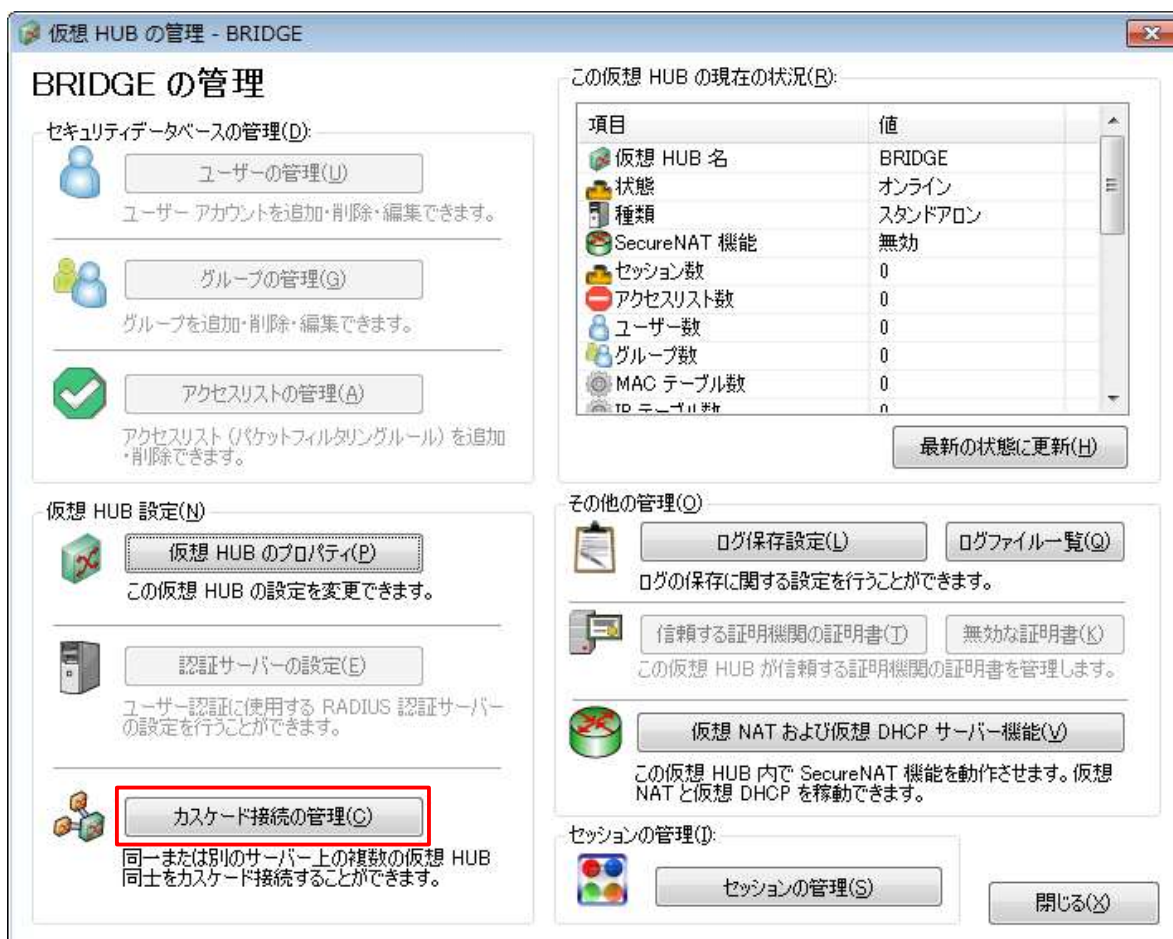 仮想 HUB の管理 - BRIDGE
BRIDGE の管理
セキュリティデータベースの管理(D):
ユーザーの管理(U)
ユーザー アカウントを追加・削除・編集できます。
グループの管理(G)
グループを追加・削除・編集できます。
アクセスリストの管理(A)
アクセスリスト (パケットフィルタリングルール) を追加
・削除できます。
仮想 HUB 設定(N)
仮想 HUB のプロパティ(P)
この仮想 HUB の設定を変更できます。
認証サーバーの設定(E)
ユーザー認証に使用する RADIUS 認証サーバー
の設定を行うことができます。
カスケード接続の管理(C)
同一または別のサーバー上の複数の仮想 HUB
同士をカスケード接続することができます。
この仮想 HUB の現在の状況(R):
項目 値
仮想 HUB 名 BRIDGE
状態 オンライン
種類 スタンドアロン
SecureNAT 機能 無効
セッション数 0
アクセスリスト数 0
ユーザー数 0
グループ数 0
MAC テーブル数 0
IP テーブル数 0
最新の状態に更新(H)
その他の管理(O)
ログ保存設定(L) ログファイル一覧(Q)
ログの保存に関する設定を行うことができます。
信頼する証明機関の証明書(T) 無効な証明書(K)
この仮想 HUB が信頼する証明機関の証明書を管理します。
仮想 NAT および仮想 DHCP サーバー機能(V)
この仮想 HUB 内で SecureNAT 機能を動作させます。仮想
NAT と仮想 DHCP を稼動できます。
セッションの管理(I):
セッションの管理(S)
閉じる(X)